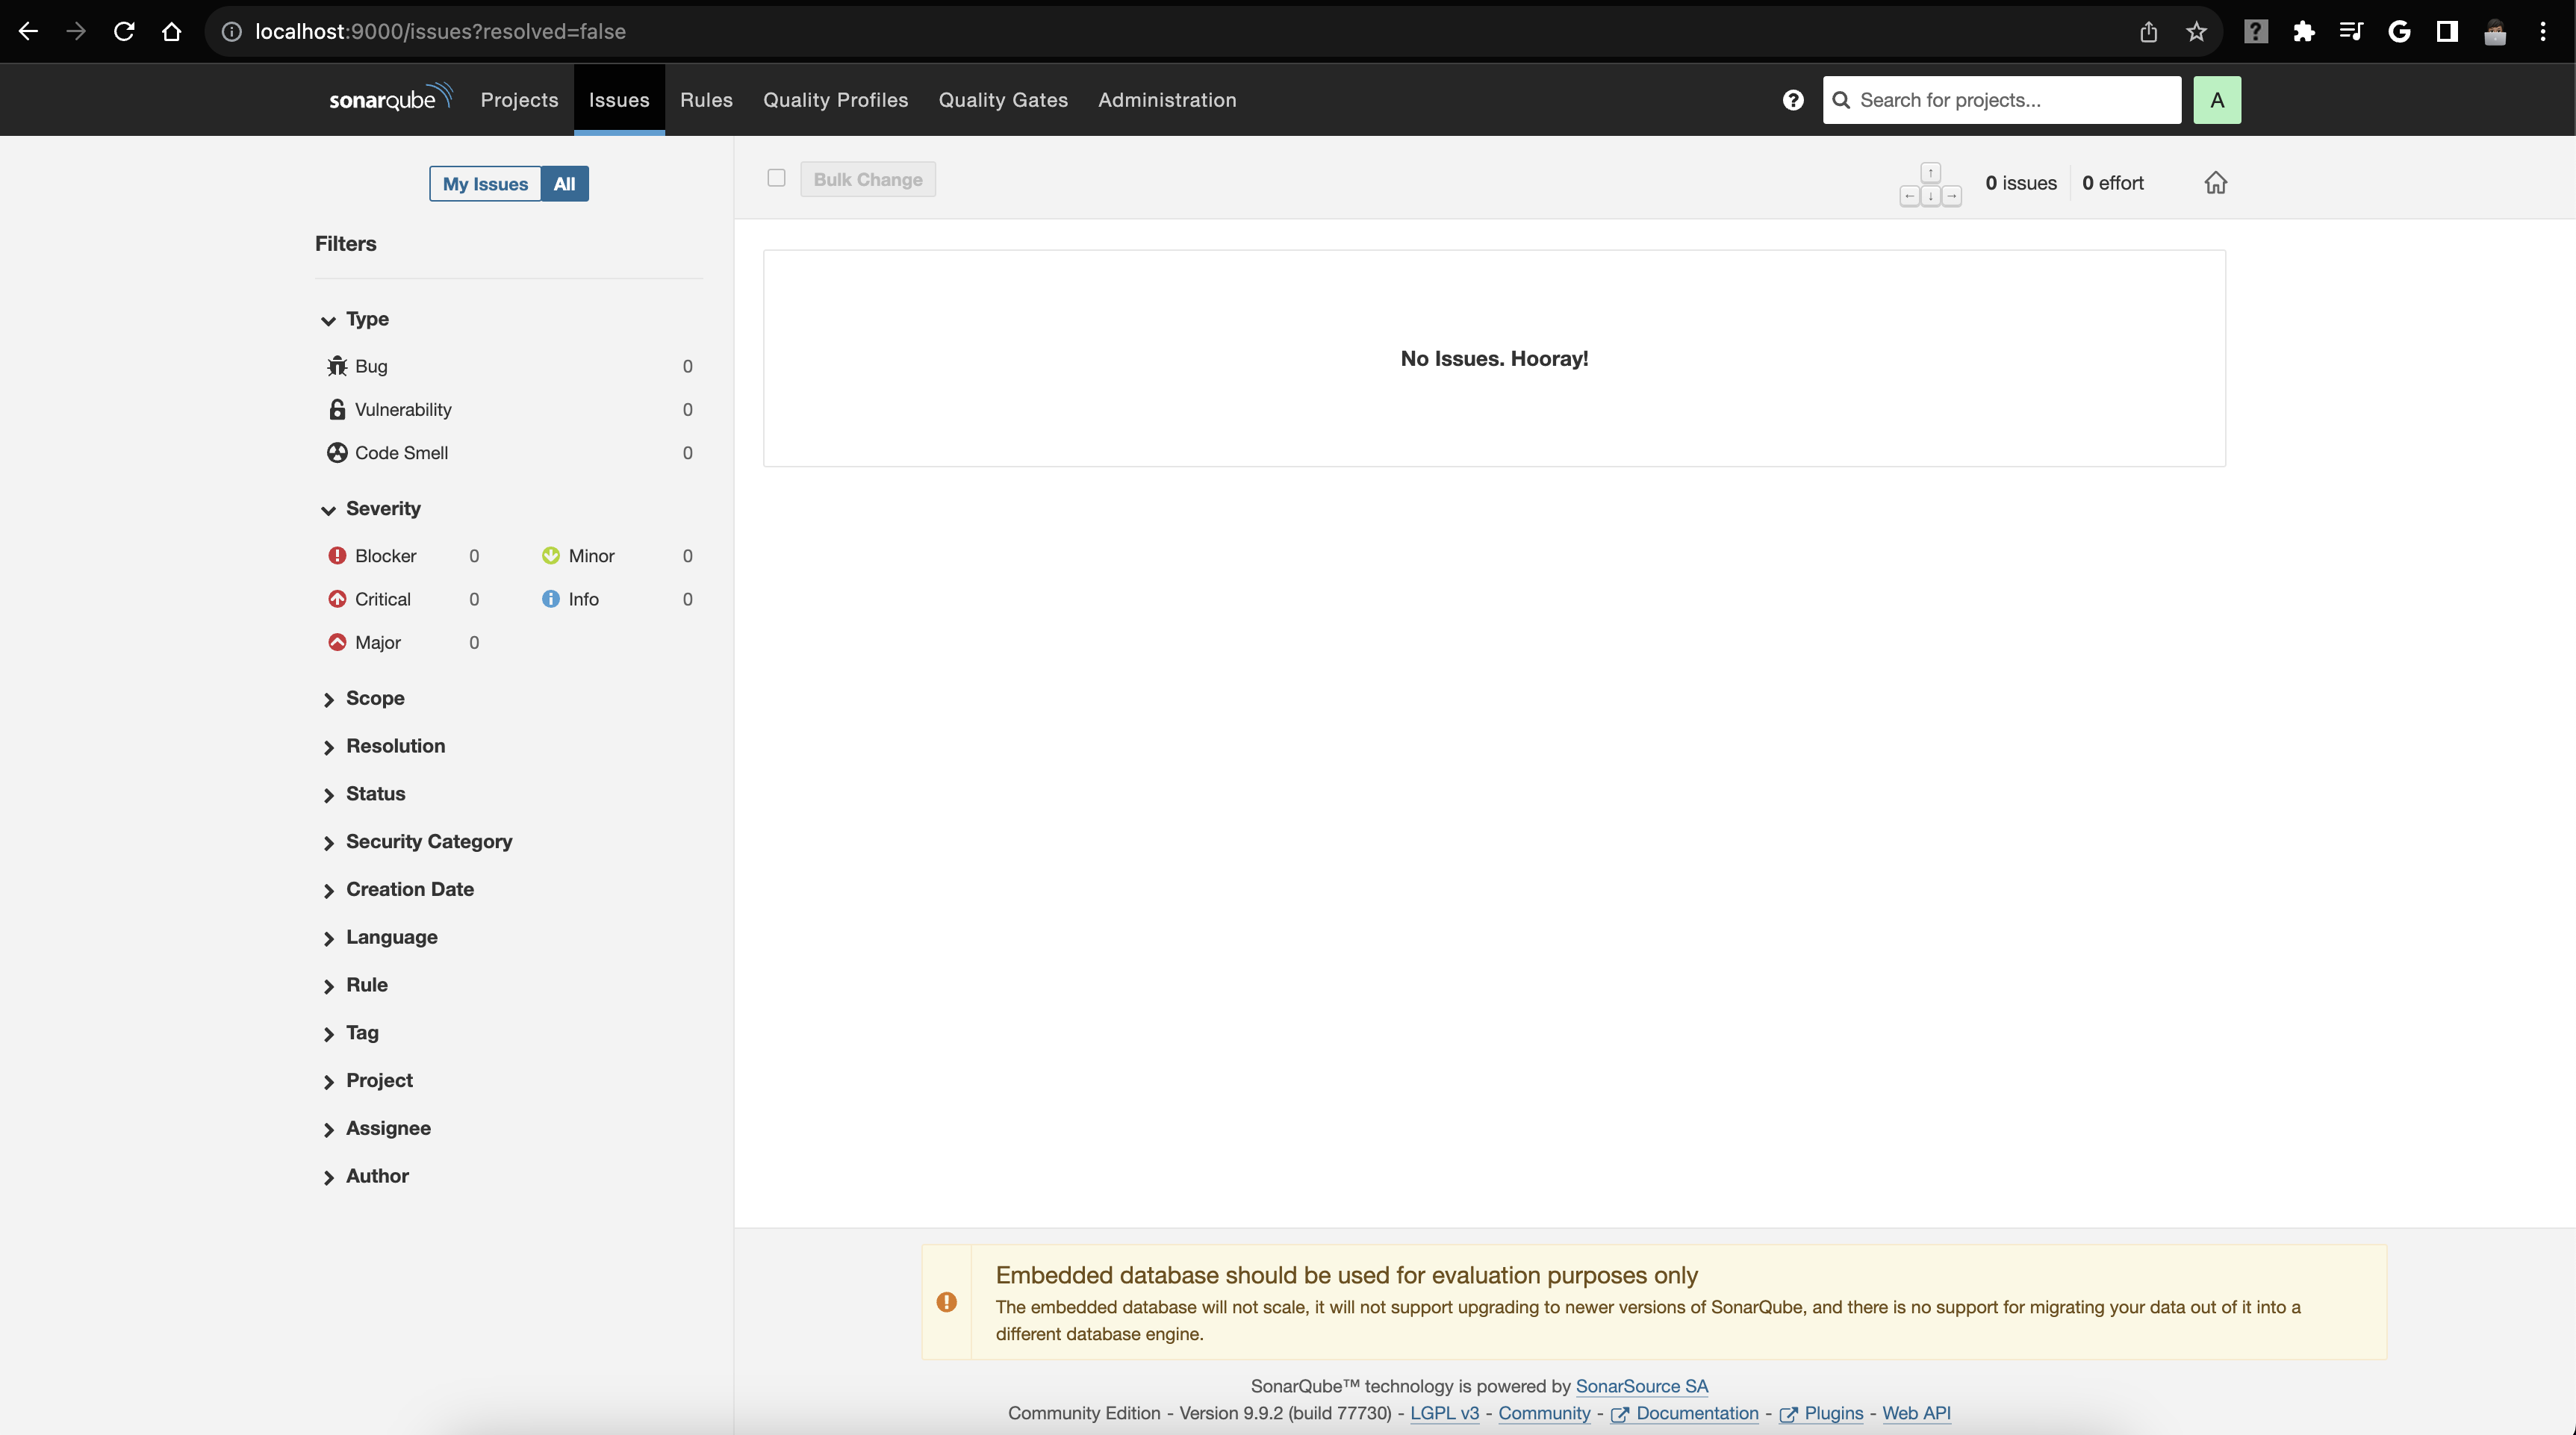 localhost:9000/issues?resolved=false
sonarqube Projects Issues Rules Quality Profiles Quality Gates Administration ? Search for projects... A
My Issues All
Bulk Change
↑
← ↓ →
0 issues 0 effort
Filters
Type
Bug 0
Vulnerability 0
Code Smell 0
Severity
Blocker 0 Minor 0
Critical 0 Info 0
Major 0
Scope
Resolution
Status
Security Category
Creation Date
Language
Rule
Tag
Project
Assignee
Author
No Issues. Hooray!
Embedded database should be used for evaluation purposes only
The embedded database will not scale, it will not support upgrading to newer versions of SonarQube, and there is no support for migrating your data out of it into a
different database engine.
SonarQube™ technology is powered by SonarSource SA
Community Edition - Version 9.9.2 (build 77730) - LGPL v3 - Community - Documentation - Plugins - Web API